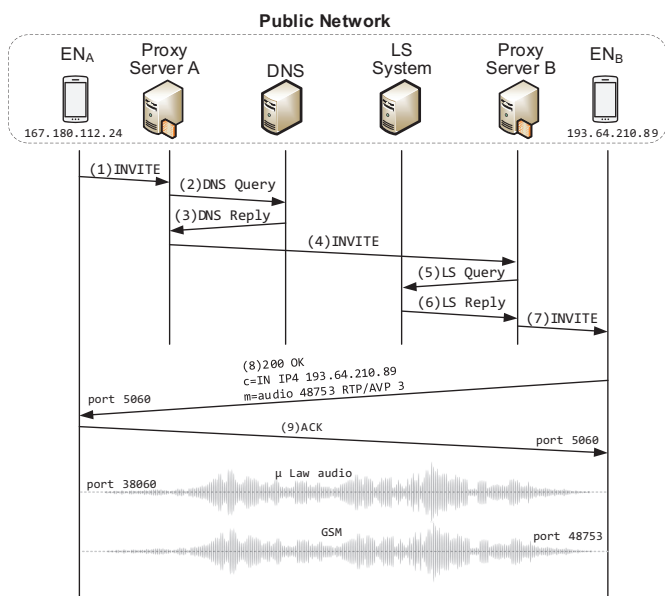 Public Network
ENA
Proxy
Server A
DNS
LS
System
Proxy
Server B
ENB
167.180.112.24
193.64.210.89
(1)INVITE
(2)DNS Query
(3)DNS Reply
(4)INVITE
(5)LS Query
(6)LS Reply
(7)INVITE
(8)200 OK
c=IN IP4 193.64.210.89
m=audio 48753 RTP/AVP 3
port 5060
(9)ACK
port 5060
μ Law audio
port 38060
GSM
port 48753